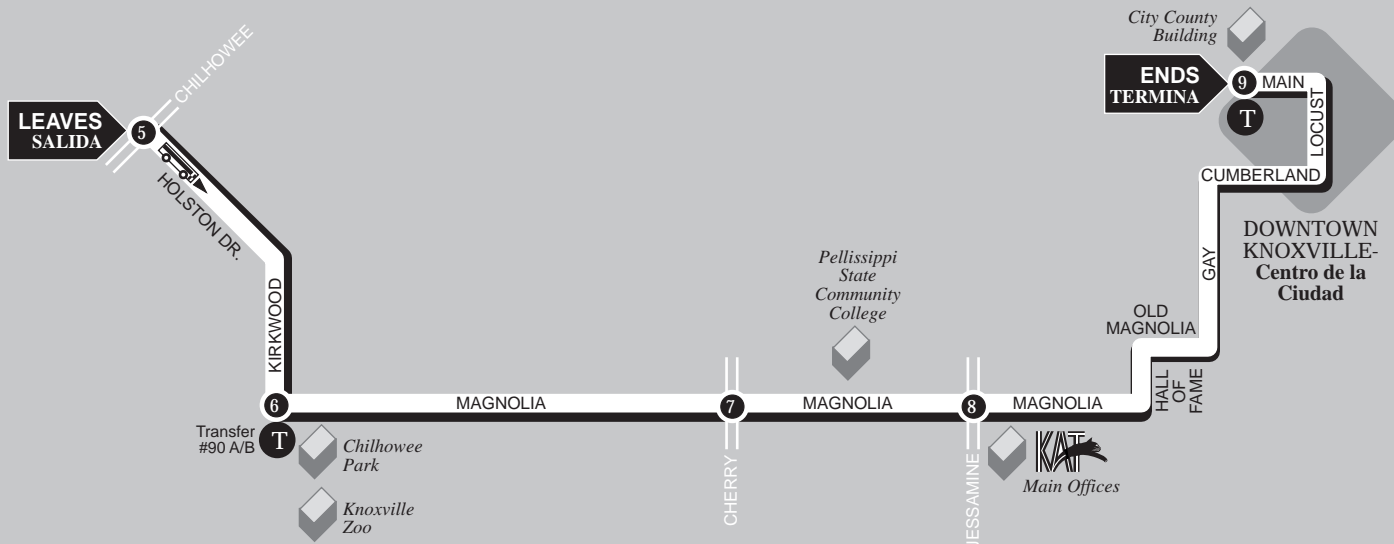 City County
Building
CHILHOWEE
ENDS
TERMINA
9
MAIN
T
LOCUST
LEAVES
SALIDA
5
HOLSTON DR.
CUMBERLAND
DOWNTOWN
KNOXVILLE-
Centro de la
Ciudad
GAY
Pellissippi
State
Community
College
KIRKWOOD
OLD
MAGNOLIA
HALL
OF
FAME
6
MAGNOLIA
7
MAGNOLIA
8
MAGNOLIA
Transfer
#90 A/B
T
Chilhowee
Park
Knoxville
Zoo
CHERRY
JESSAMINE
KAT
Main Offices